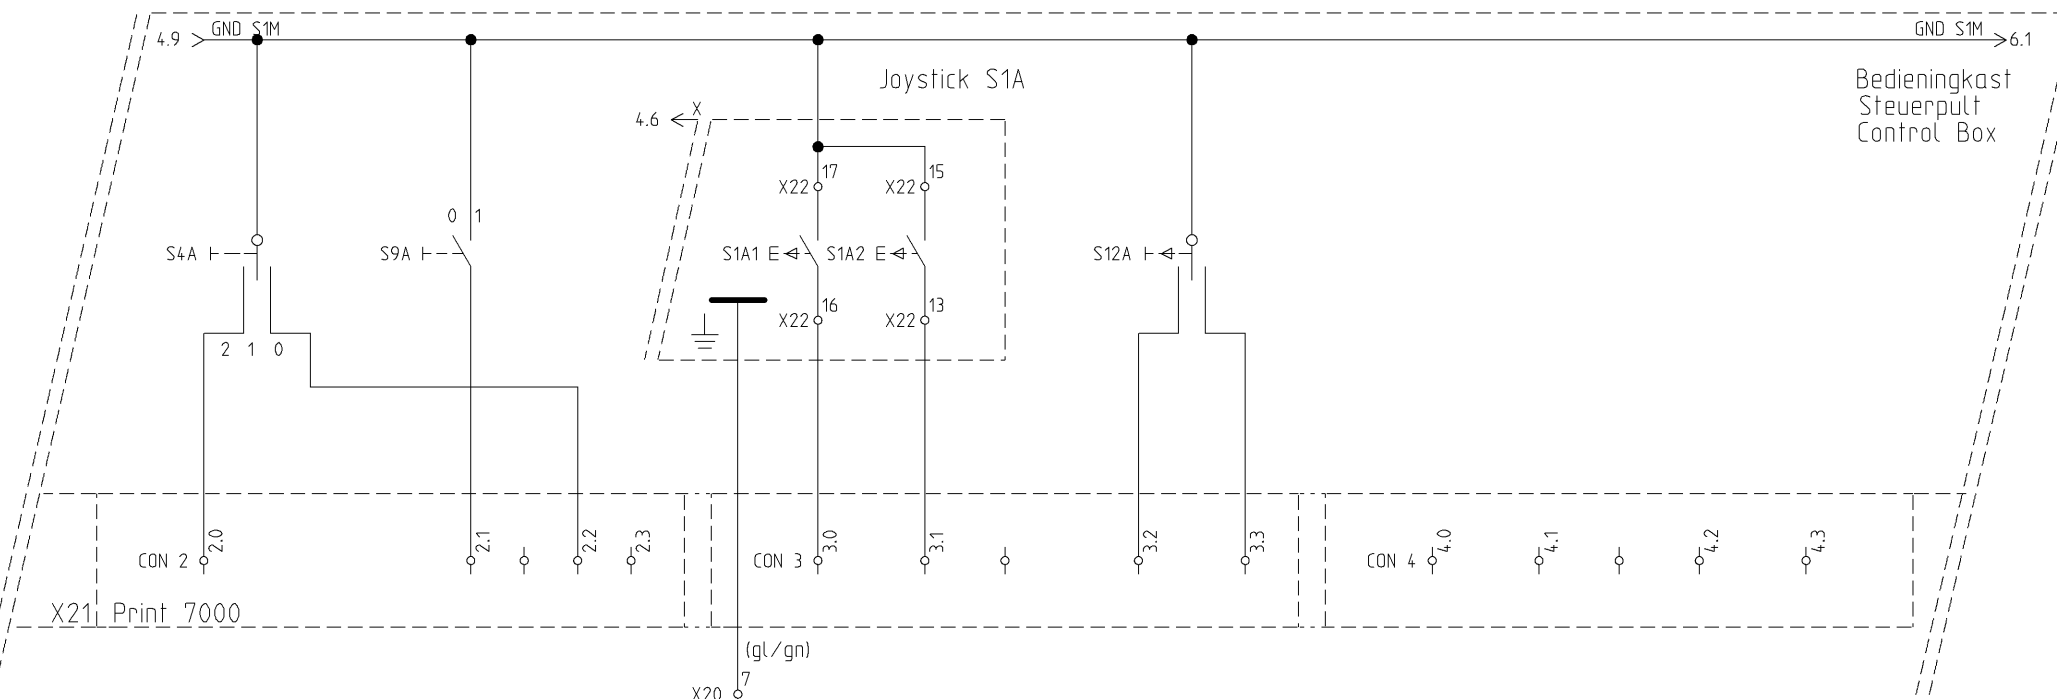 4.9
GND S1M
GND S1M
6.1
Joystick S1A
Bedieningkast
Steuerpult
Control Box
4.6
X
17
X22
15
X22
0 1
S4A
S9A
S1A1
S1A2
S12A
16
X22
13
X22
2 1 0
CON 2
2.0
2.1
2.2
2.3
CON 3
3.0
3.1
3.2
3.3
CON 4
4.0
4.1
4.2
4.3
X21 Print 7000
(gl/gn)
7
X20